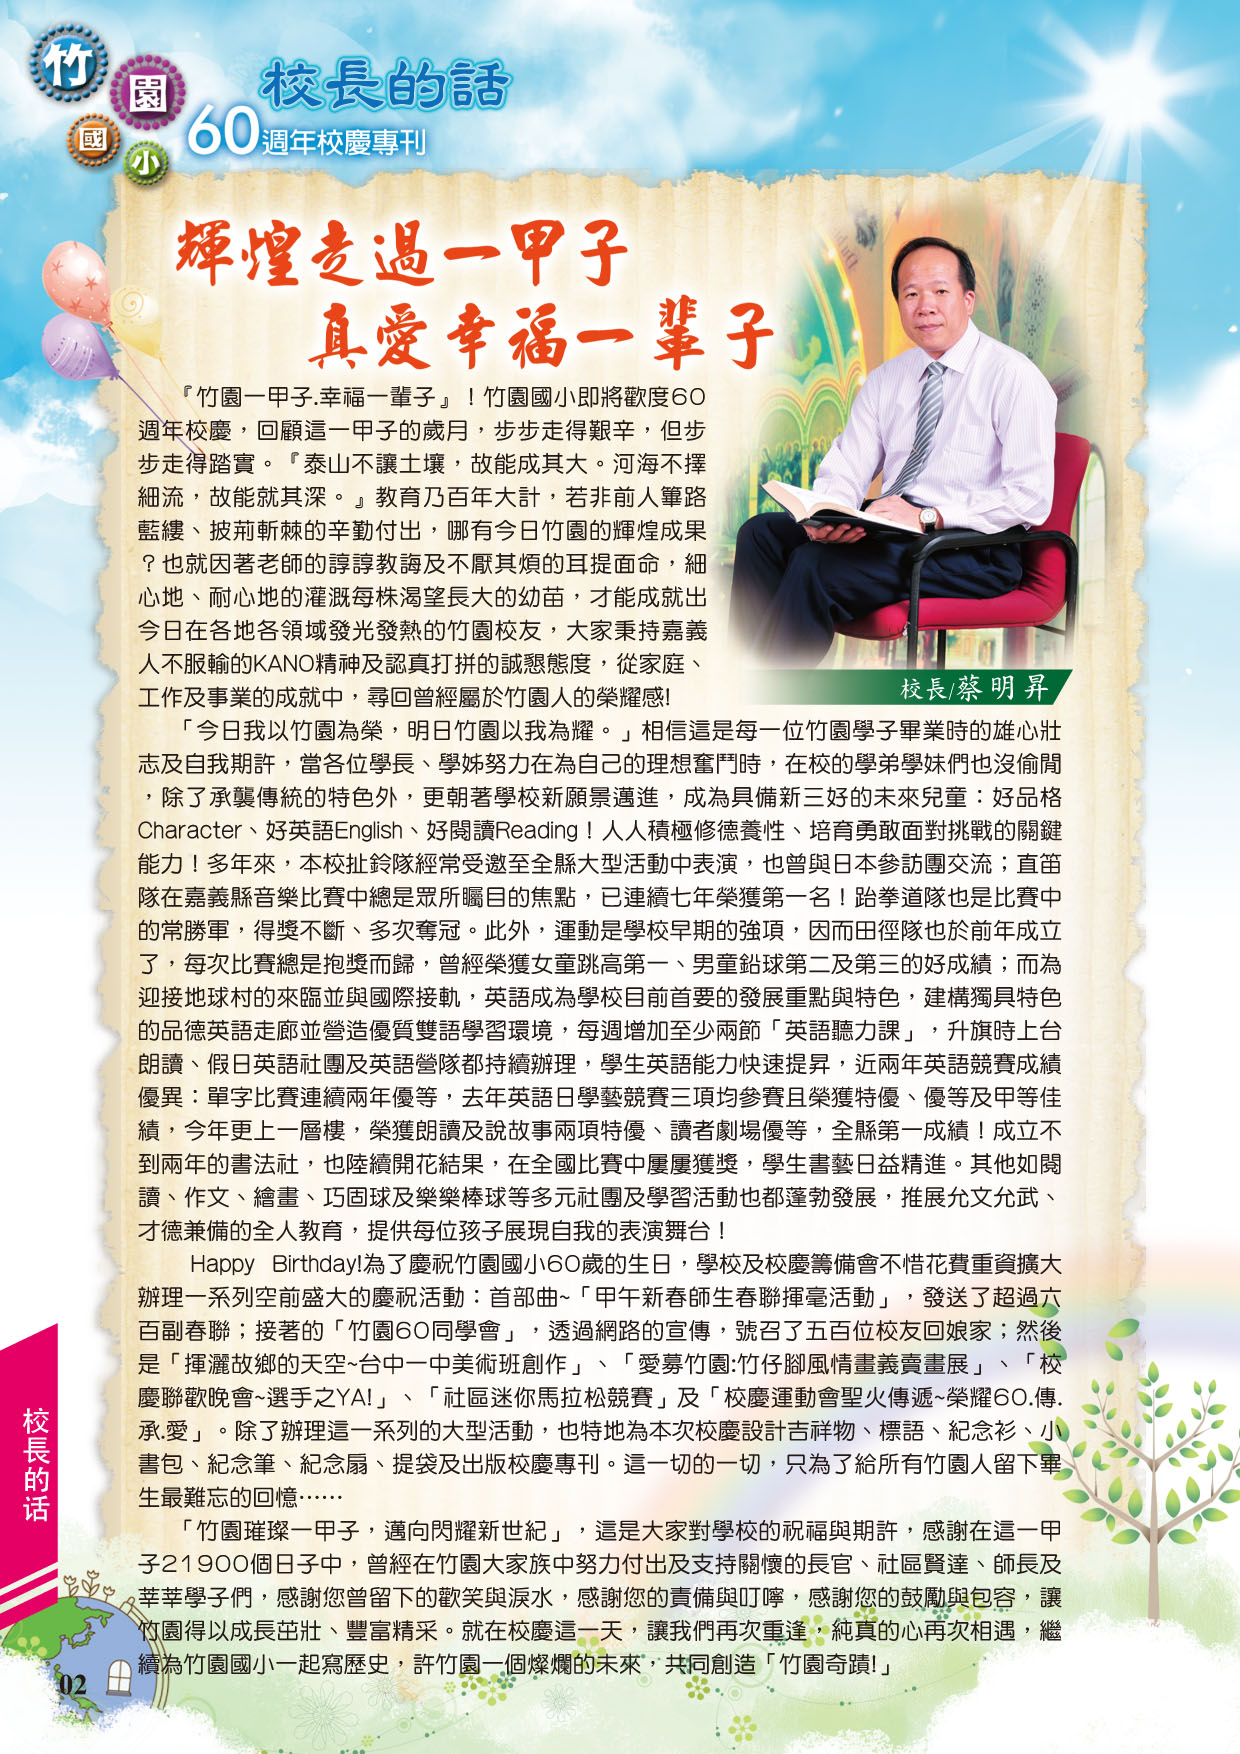 竹園國小
校長的話
60週年校慶專刊
輝煌走過一甲子
真愛幸福一輩子
『竹園一甲子.幸福一輩子』！竹園國小即將歡度60
週年校慶，回顧這一甲子的歲月，步步走得艱辛，但步
步走得踏實。『泰山不讓土壤，故能成其大。河海不擇
細流，故能就其深。』教育乃百年大計，若非前人篳路
藍縷、披荊斬棘的辛勤付出，哪有今日竹園的輝煌成果
？也就因著老師的諄諄教誨及不厭其煩的耳提面命，細
心地、耐心地的灌溉每株渴望長大的幼苗，才能成就出
今日在各地各領域發光發熱的竹園校友，大家秉持嘉義
人不服輸的KANO精神及認真打拼的誠懇態度，從家庭、
工作及事業的成就中，尋回曾經屬於竹園人的榮耀感!
校長/蔡明昇
「今日我以竹園為榮，明日竹園以我為耀。」相信這是每一位竹園學子畢業時的雄心壯
志及自我期許，當各位學長、學姊努力在為自己的理想奮鬥時，在校的學弟學妹們也沒偷閒
，除了承襲傳統的特色外，更朝著學校新願景邁進，成為具備新三好的未來兒童：好品格
Character、好英語English、好閱讀Reading！人人積極修德養性、培育勇敢面對挑戰的關鍵
能力！多年來，本校扯鈴隊經常受邀至全縣大型活動中表演，也曾與日本參訪團交流；直笛
隊在嘉義縣音樂比賽中總是眾所矚目的焦點，已連續七年榮獲第一名！跆拳道隊也是比賽中
的常勝軍，得獎不斷、多次奪冠。此外，運動是學校早期的強項，因而田徑隊也於前年成立
了，每次比賽總是抱獎而歸，曾經榮獲女童跳高第一、男童鉛球第二及第三的好成績；而為
迎接地球村的來臨並與國際接軌，英語成為學校目前首要的發展重點與特色，建構獨具特色
的品德英語走廊並營造優質雙語學習環境，每週增加至少兩節「英語聽力課」，升旗時上台
朗讀、假日英語社團及英語營隊都持續辦理，學生英語能力快速提昇，近兩年英語競賽成績
優異：單字比賽連續兩年優等，去年英語日學藝競賽三項均參賽且榮獲特優、優等及甲等佳
績，今年更上一層樓，榮獲朗讀及說故事兩項特優、讀者劇場優等，全縣第一成績！成立不
到兩年的書法社，也陸續開花結果，在全國比賽中屢屢獲獎，學生書藝日益精進。其他如閱
讀、作文、繪畫、巧固球及樂樂棒球等多元社團及學習活動也都蓬勃發展，推展允文允武、
才德兼備的全人教育，提供每位孩子展現自我的表演舞台！
Happy Birthday!為了慶祝竹園國小60歲的生日，學校及校慶籌備會不惜花費重資擴大
辦理一系列空前盛大的慶祝活動：首部曲~「甲午新春師生春聯揮毫活動」，發送了超過六
百副春聯；接著的「竹園60同學會」，透過網路的宣傳，號召了五百位校友回娘家；然後
是「揮灑故鄉的天空~台中一中美術班創作」、「愛募竹園:竹仔腳風情畫義賣畫展」、「校
慶聯歡晚會~選手之YA!」、「社區迷你馬拉松競賽」及「校慶運動會聖火傳遞~榮耀60.傳.
承.愛」。除了辦理這一系列的大型活動，也特地為本次校慶設計吉祥物、標語、紀念衫、小
書包、紀念筆、紀念扇、提袋及出版校慶專刊。這一切的一切，只為了給所有竹園人留下畢
生最難忘的回憶……
「竹園璀璨一甲子，邁向閃耀新世紀」，這是大家對學校的祝福與期許，感謝在這一甲
子21900個日子中，曾經在竹園大家族中努力付出及支持關懷的長官、社區賢達、師長及
莘莘學子們，感謝您曾留下的歡笑與淚水，感謝您的責備與叮嚀，感謝您的鼓勵與包容，讓
竹園得以成長茁壯、豐富精采。就在校慶這一天，讓我們再次重逢，純真的心再次相遇，繼
續為竹園國小一起寫歷史，許竹園一個燦爛的未來，共同創造「竹園奇蹟!」
校長的话
02